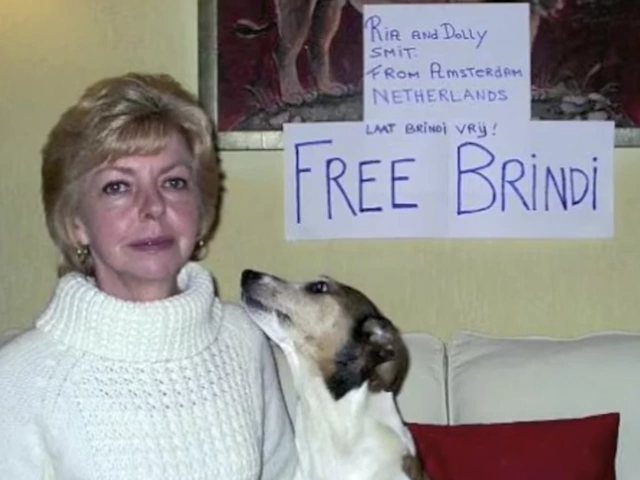 Ria and Dolly
Smit.
From Amsterdam
Netherlands
Laat Brindi vrij!
Free Brindi